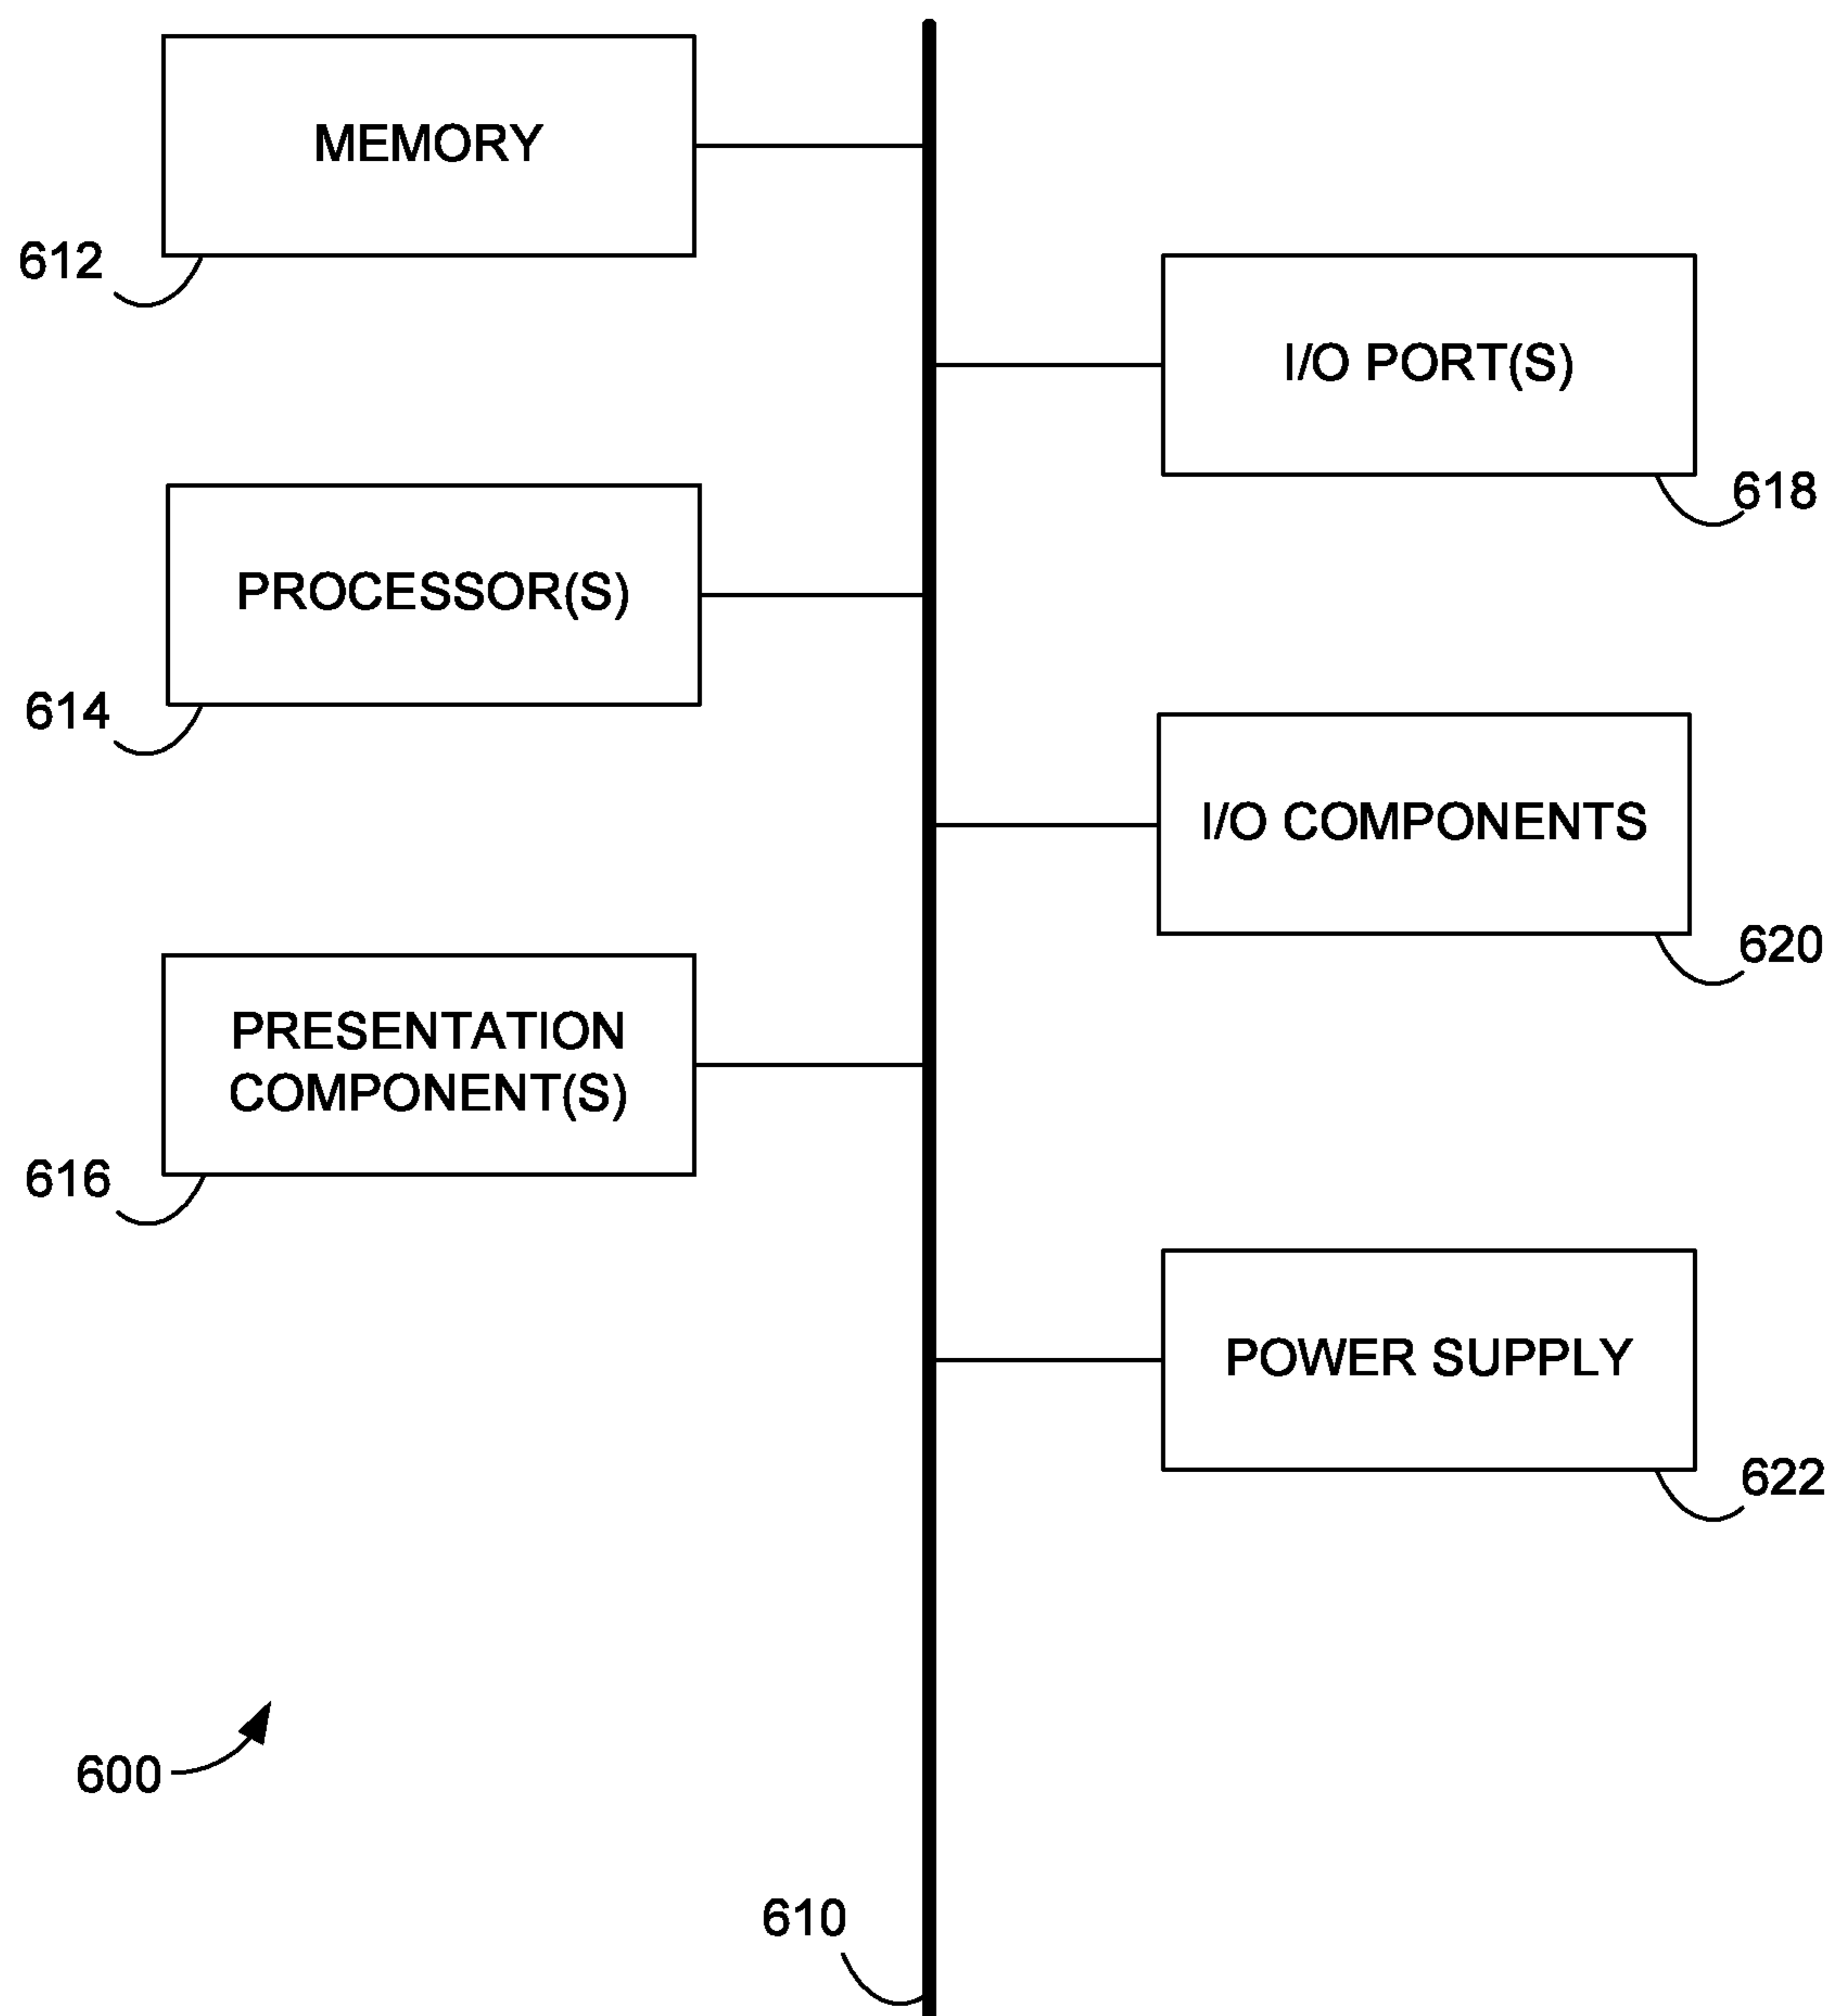 MEMORY
612
I/O PORT(S)
618
PROCESSOR(S)
614
I/O COMPONENTS
620
PRESENTATION
COMPONENT(S)
616
POWER SUPPLY
622
600
610